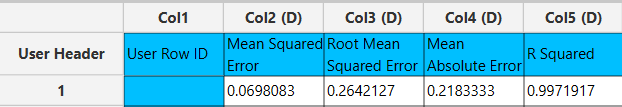 Col1 Col2 (D) Col3 (D) Col4 (D) Col5 (D)
User Header User Row ID Mean Squared Error Root Mean Squared Error Mean Absolute Error R Squared
1 0.0698083 0.2642127 0.2183333 0.9971917